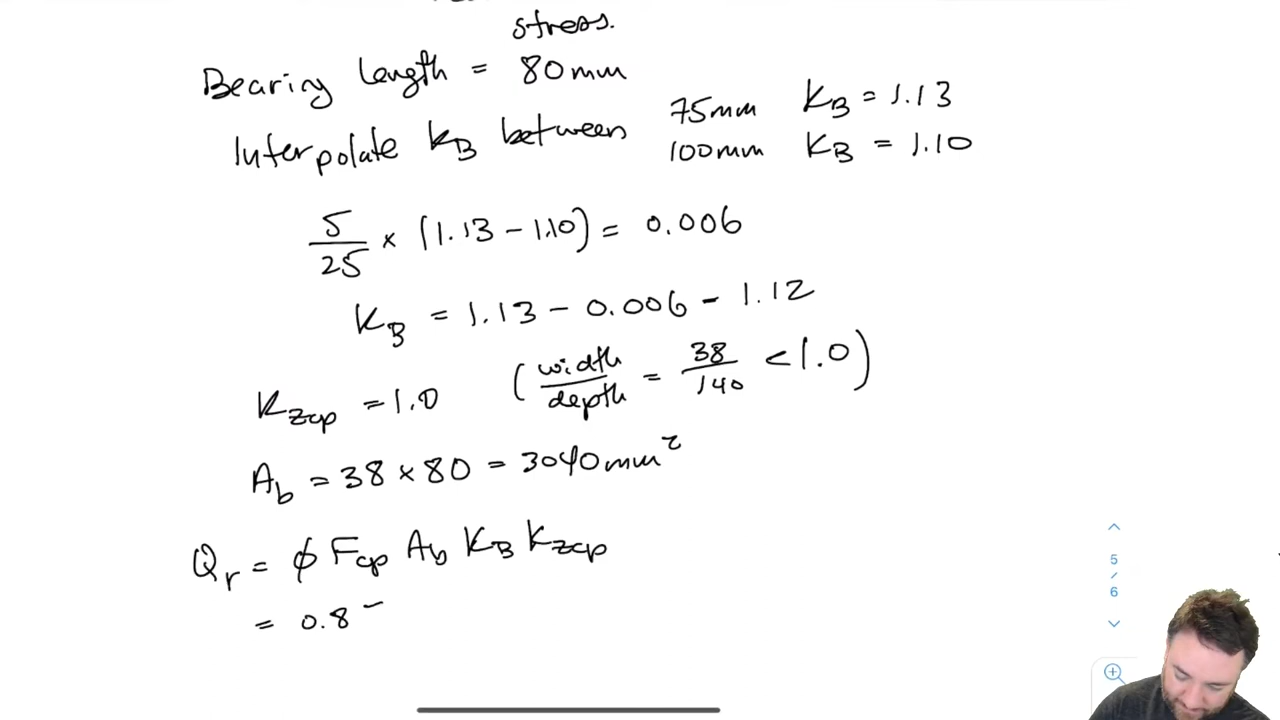 stress.
Bearing length = 80mm
Interpolate K_B between 75mm K_B = 1.13
100mm K_B = 1.10
5/25 × (1.13 - 1.10) = 0.006
K_B = 1.13 - 0.006 - 1.12
K_Zcp = 1.0 (width/depth = 38/140 < 1.0)
A_b = 38 × 80 = 3040mm²
Q_r = φ F_cp A_b K_B K_Zcp
= 0.8
5
/
6